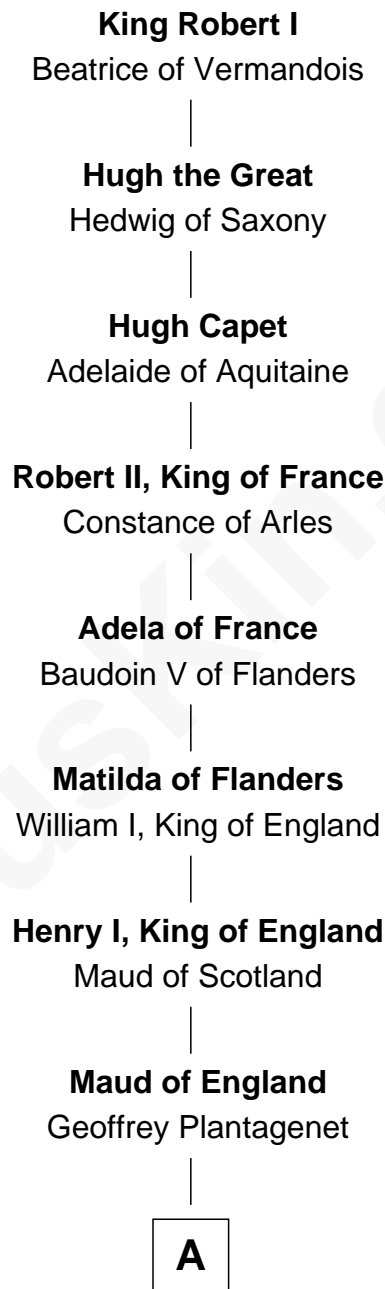 King Robert I
Beatrice of Vermandois
Hugh the Great
Hedwig of Saxony
Hugh Capet
Adelaide of Aquitaine
Robert II, King of France
Constance of Arles
Adela of France
Baudoin V of Flanders
Matilda of Flanders
William I, King of England
Henry I, King of England
Maud of Scotland
Maud of England
Geoffrey Plantagenet
A